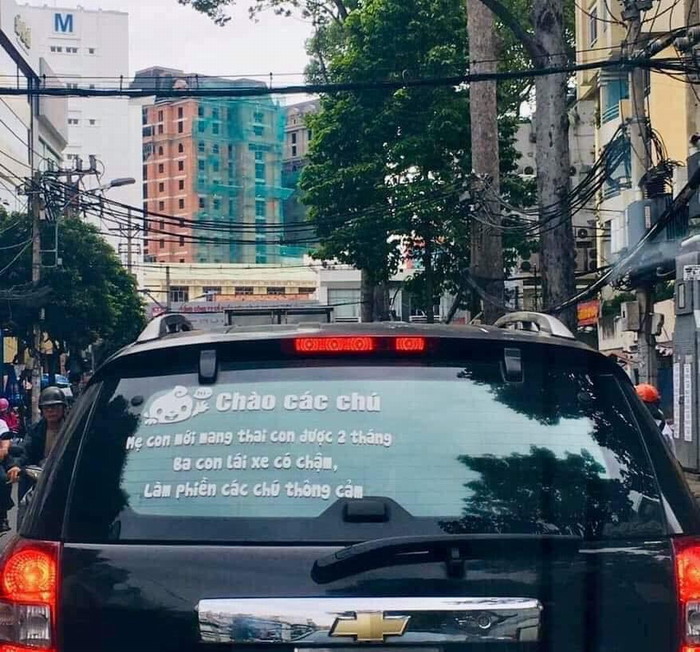 M
Hi
Chào các chú
Mẹ con mới mang thai con được 2 tháng
Ba con lái xe có chậm,
Làm phiền các chú thông cảm